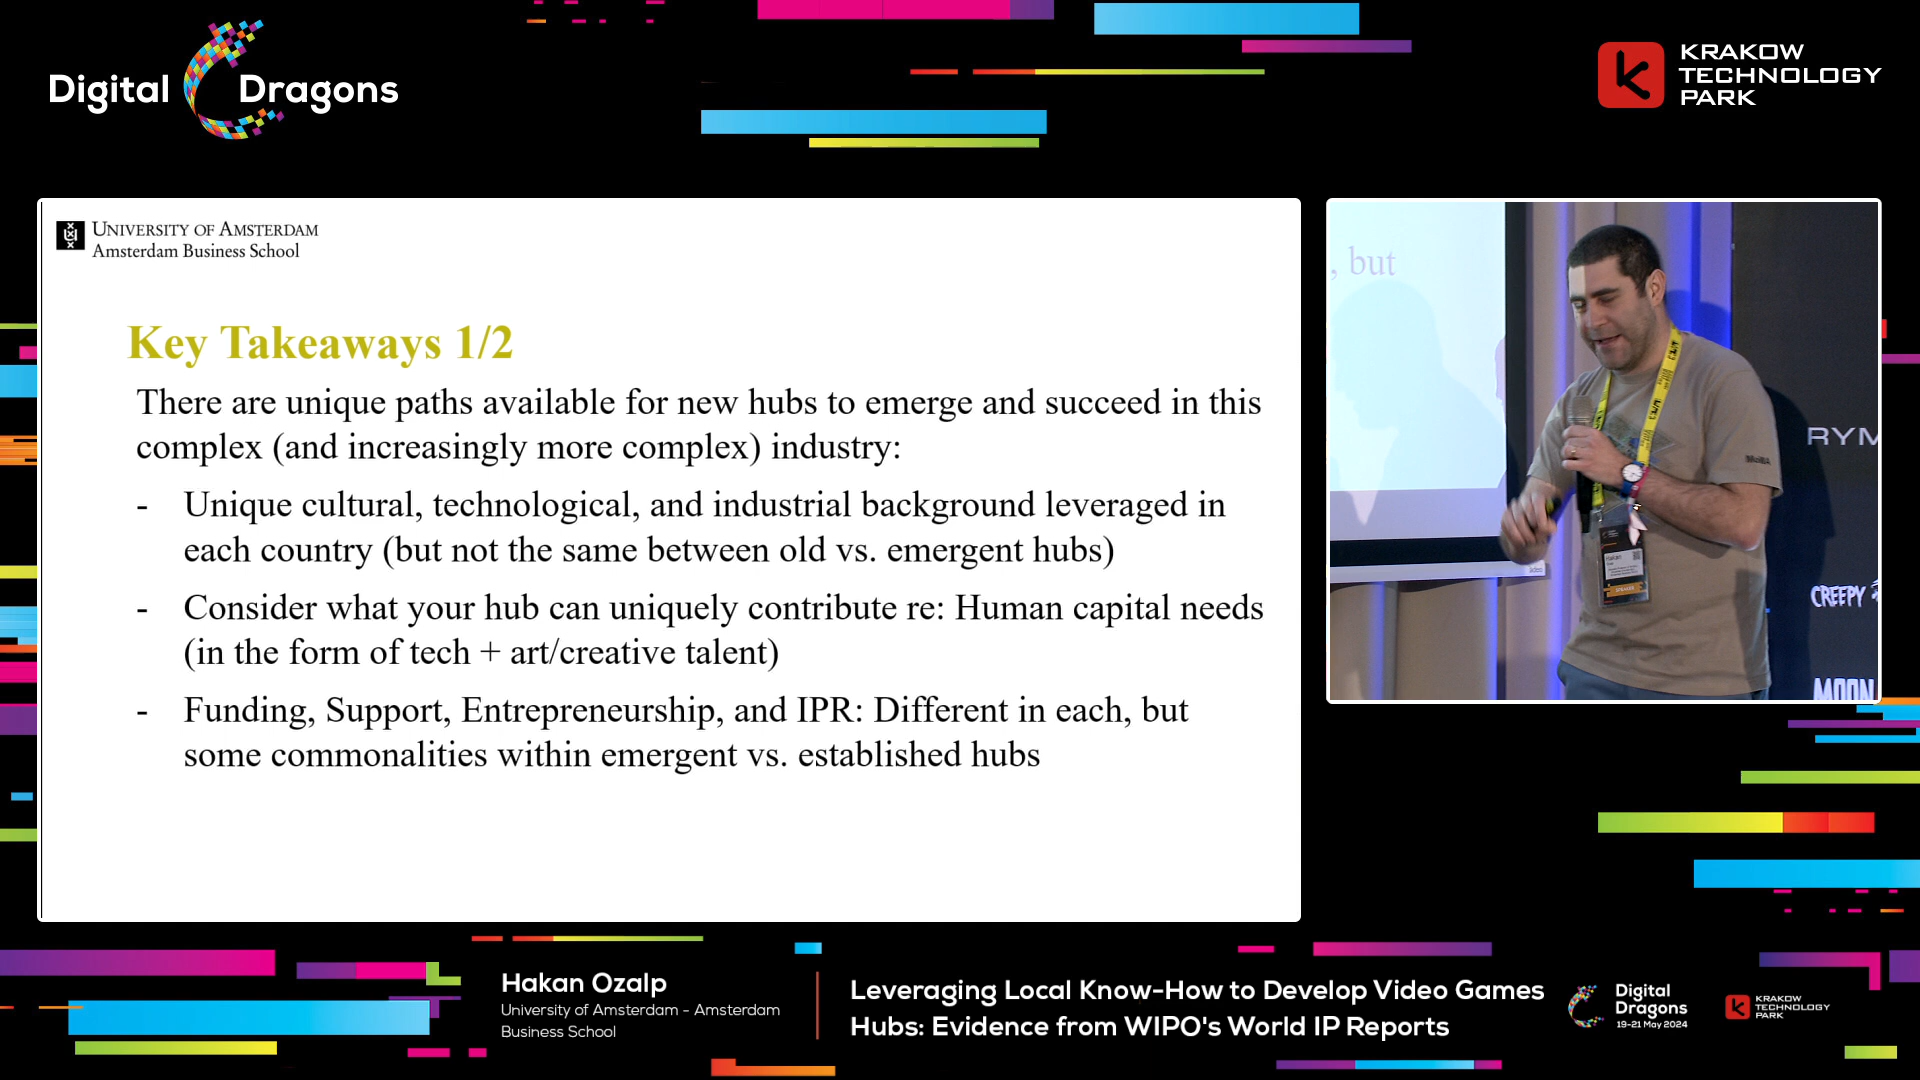 Digital Dragons
KRAKOW
TECHNOLOGY
PARK
UNIVERSITY OF AMSTERDAM
Amsterdam Business School
Key Takeaways 1/2
There are unique paths available for new hubs to emerge and succeed in this
complex (and increasingly more complex) industry:
- Unique cultural, technological, and industrial background leveraged in
each country (but not the same between old vs. emergent hubs)
- Consider what your hub can uniquely contribute re: Human capital needs
(in the form of tech + art/creative talent)
- Funding, Support, Entrepreneurship, and IPR: Different in each, but
some commonalities within emergent vs. established hubs
, but
RYM
CREEPY
MOON
Hakan Ozalp
University of Amsterdam - Amsterdam
Business School
Leveraging Local Know-How to Develop Video Games
Hubs: Evidence from WIPO's World IP Reports
Digital
Dragons
19-21 May 2024
KRAKOW
TECHNOLOGY
PARK